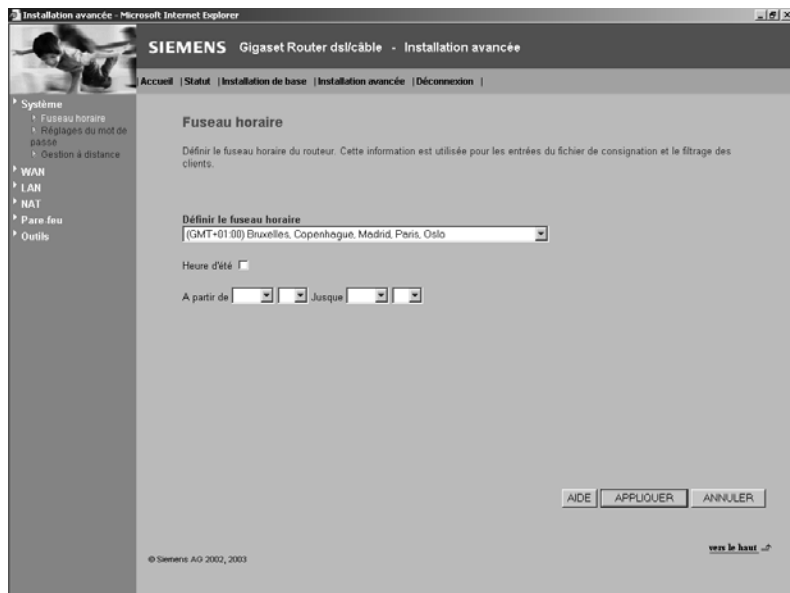 Installation avancée - Microsoft Internet Explorer
SIEMENS Gigaset Router dsl/câble - Installation avancée
Accueil | Statut | Installation de base | Installation avancée | Déconnexion |
Système
Fuseau horaire
Réglages du mot de
passe
Gestion à distance
WAN
LAN
NAT
Pare-feu
Outils
Fuseau horaire
Définir le fuseau horaire du routeur. Cette information est utilisée pour les entrées du fichier de consignation et le filtrage des
clients.
Définir le fuseau horaire
(GMT+01:00) Bruxelles, Copenhague, Madrid, Paris, Oslo
Heure d'été
A partir de Jusque
AIDE APPLIQUER ANNULER
vers le haut
© Siemens AG 2002, 2003